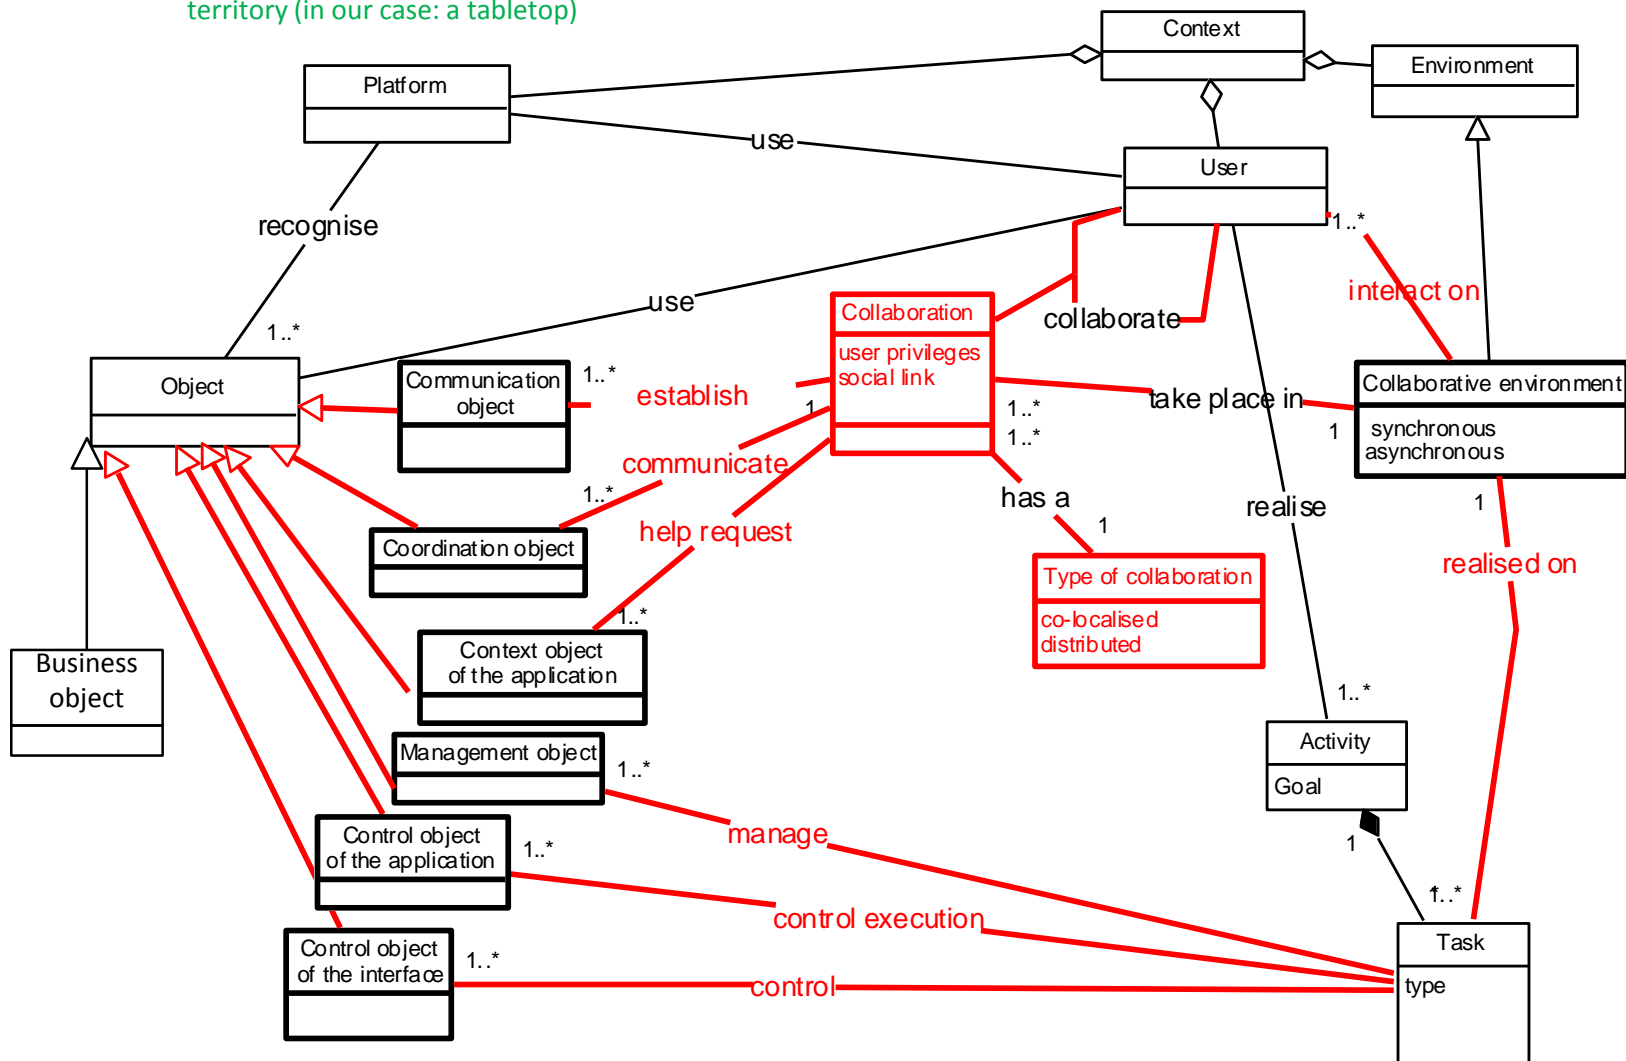 territory (in our case: a tabletop)
Context
Environment
Platform
use
User
recognise
1..*
interact on
use
Collaboration
collaborate
1..*
user privileges
social link
Object
Communication
object
1..*
establish
1
take place in
1..*
1..*
1
Collaborative environment
synchronous
asynchronous
communicate
1..*
has a
1
realise
1
help request
Coordination object
realised on
Type of collaboration
co-localised
distributed
1..*
Context object
of the application
Business
object
1..*
Management object
1..*
Activity
Goal
manage
1
Control object
of the application
1..*
1..*
control execution
Control object
of the interface
1..*
control
Task
type